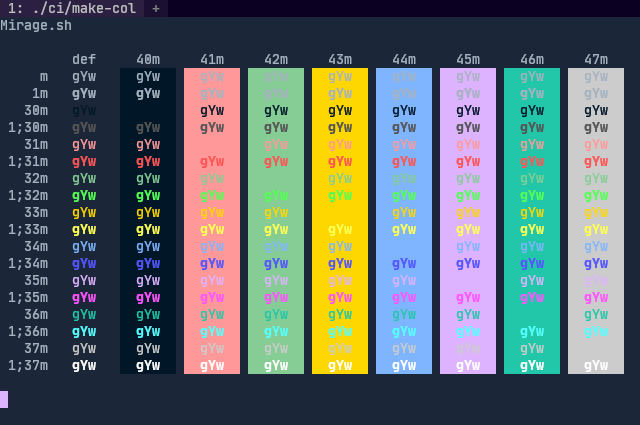 1: ./ci/make-col +
Mirage.sh
def 40m 41m 42m 43m 44m 45m 46m 47m
m gYw gYw gYw gYw gYw gYw gYw gYw gYw
1m gYw gYw gYw gYw gYw gYw gYw gYw gYw
30m gYw gYw gYw gYw gYw gYw gYw gYw
1;30m gYw gYw gYw gYw gYw gYw gYw gYw gYw
31m gYw gYw gYw gYw gYw gYw gYw gYw
1;31m gYw gYw gYw gYw gYw gYw gYw gYw gYw
32m gYw gYw gYw gYw gYw gYw gYw gYw
1;32m gYw gYw gYw gYw gYw gYw gYw gYw gYw
33m gYw gYw gYw gYw gYw gYw gYw gYw
1;33m gYw gYw gYw gYw gYw gYw gYw gYw gYw
34m gYw gYw gYw gYw gYw gYw gYw gYw
1;34m gYw gYw gYw gYw gYw gYw gYw gYw gYw
35m gYw gYw gYw gYw gYw gYw gYw gYw
1;35m gYw gYw gYw gYw gYw gYw gYw gYw gYw
36m gYw gYw gYw gYw gYw gYw gYw gYw
1;36m gYw gYw gYw gYw gYw gYw gYw gYw gYw
37m gYw gYw gYw gYw gYw gYw gYw gYw
1;37m gYw gYw gYw gYw gYw gYw gYw gYw gYw